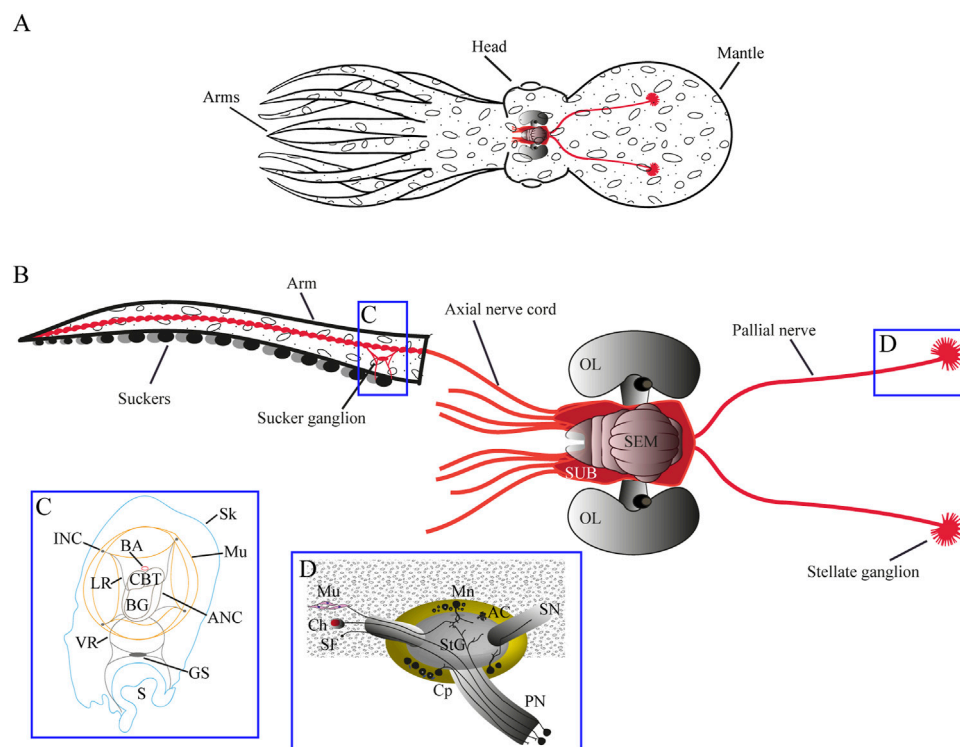 A
Head
Mantle
Arms
B
Arm
C
Axial nerve cord
Pallial nerve
D
OL
Suckers
Sucker ganglion
SEM
SUB
OL
Stellate ganglion
C
Sk
INC
BA
Mu
LR
CBT
BG
ANC
VR
GS
S
D
Mu
Mn
AC
SN
Ch
SF
StG
Cp
PN